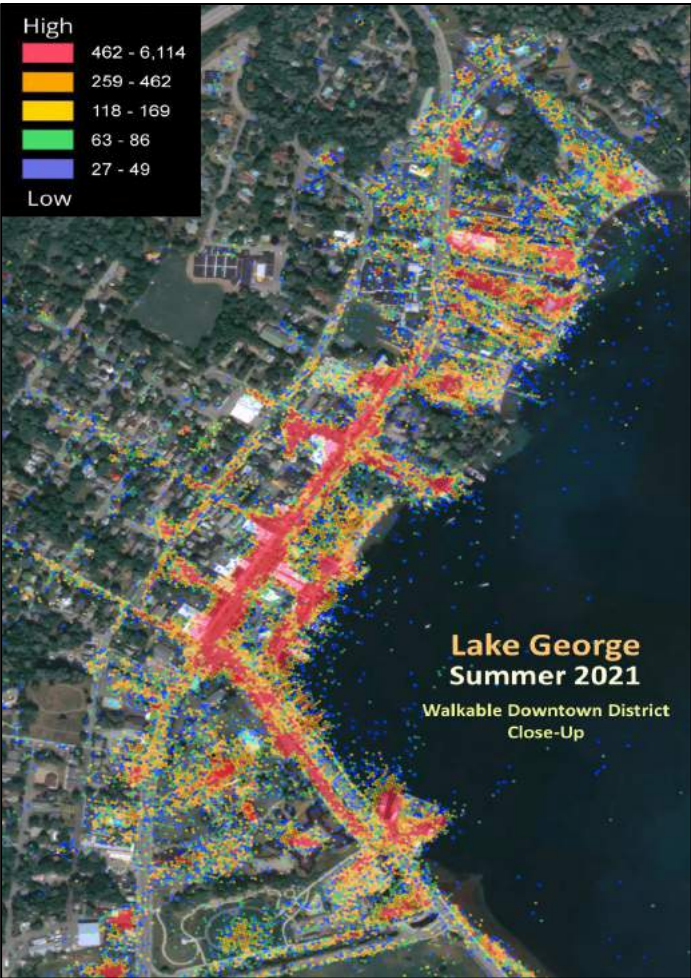 High
462 - 6,114
259 - 462
118 - 169
63 - 86
27 - 49
Low
Lake George
Summer 2021
Walkable Downtown District
Close-Up